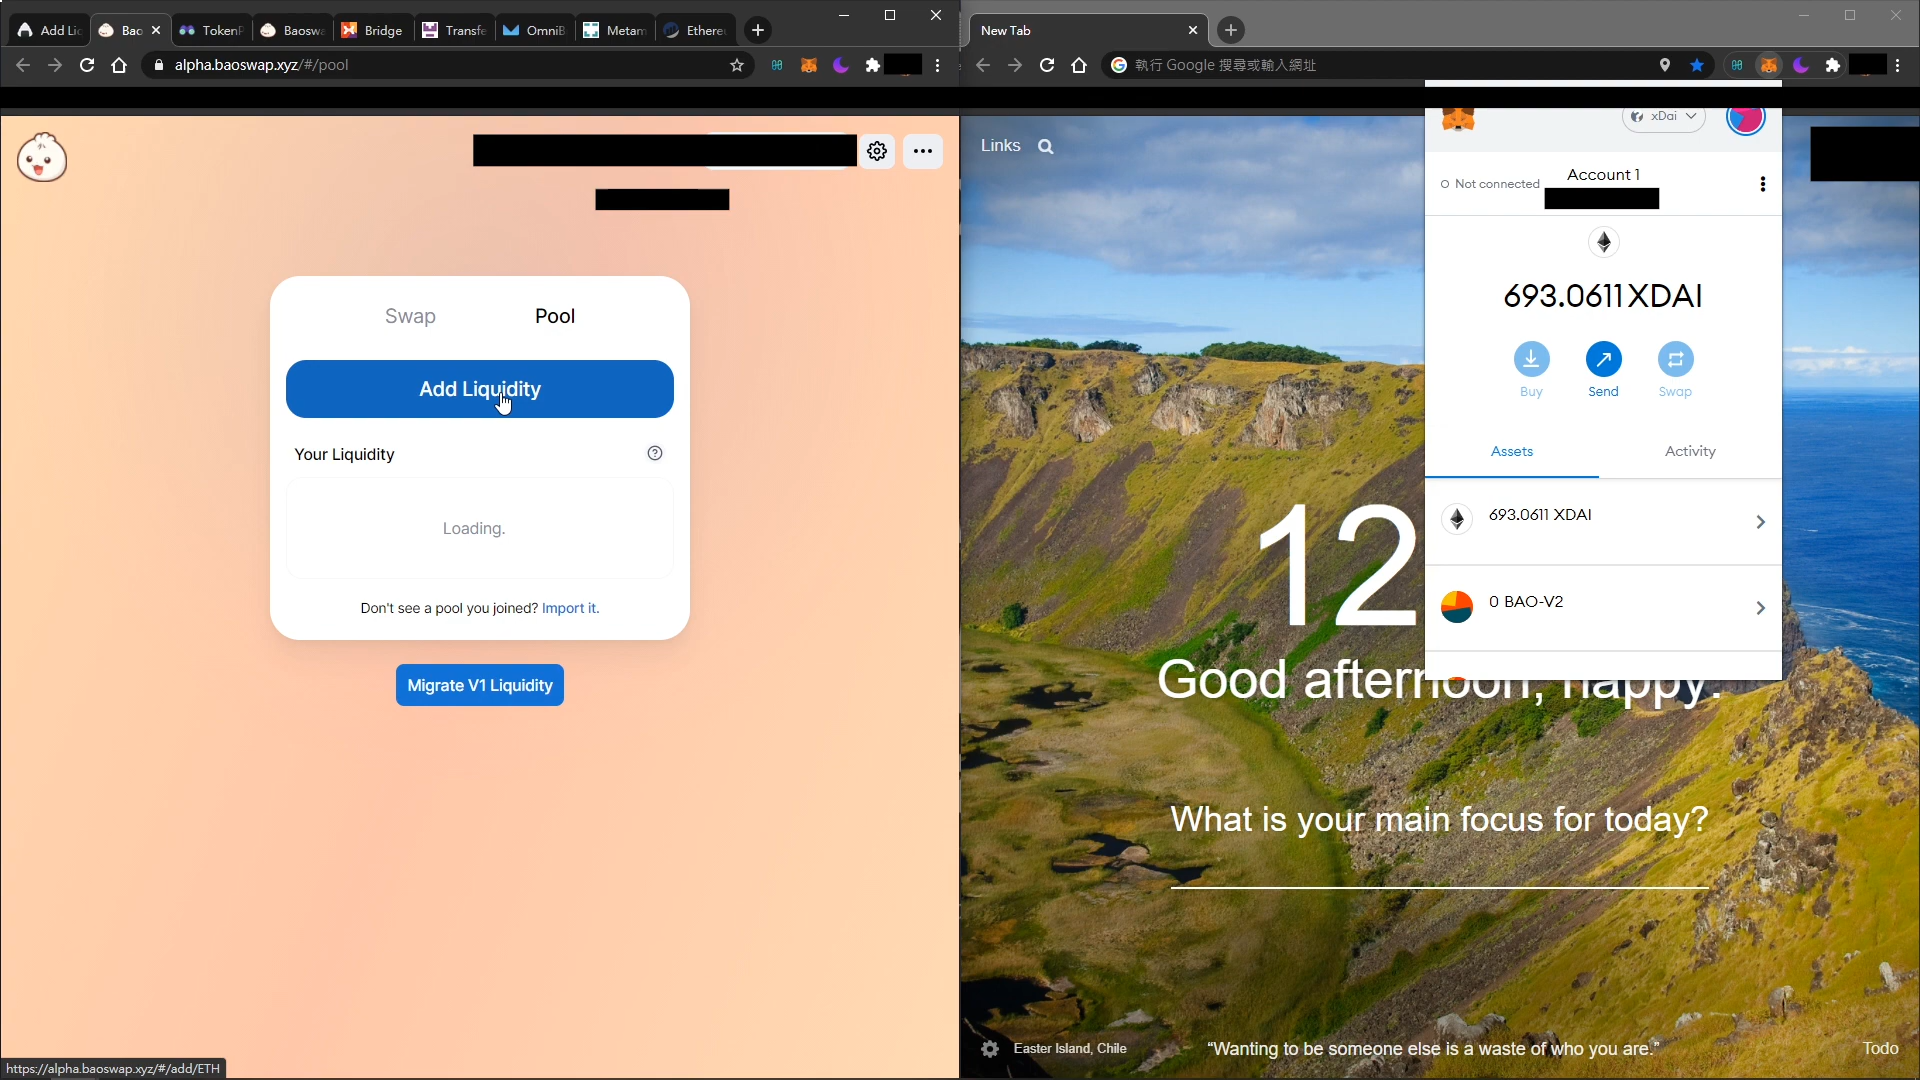 Add Lic
Bao
TokenP
Baoswa
Bridge
Transfe
OmniB
Metam
Ethere
alpha.baoswap.xyz/#/pool
Swap
Pool
Add Liquidity
Your Liquidity
Loading.
Don't see a pool you joined? Import it.
Migrate V1 Liquidity
https://alpha.baoswap.xyz/#/add/ETH
New Tab
執行 Google 搜尋或輸入網址
Links
xDai
Not connected
Account 1
693.0611 XDAI
Buy
Send
Swap
Assets
Activity
693.0611 XDAI
0 BAO-V2
12
Good afternoon, happy.
What is your main focus for today?
Easter Island, Chile
“Wanting to be someone else is a waste of who you are.”
Todo